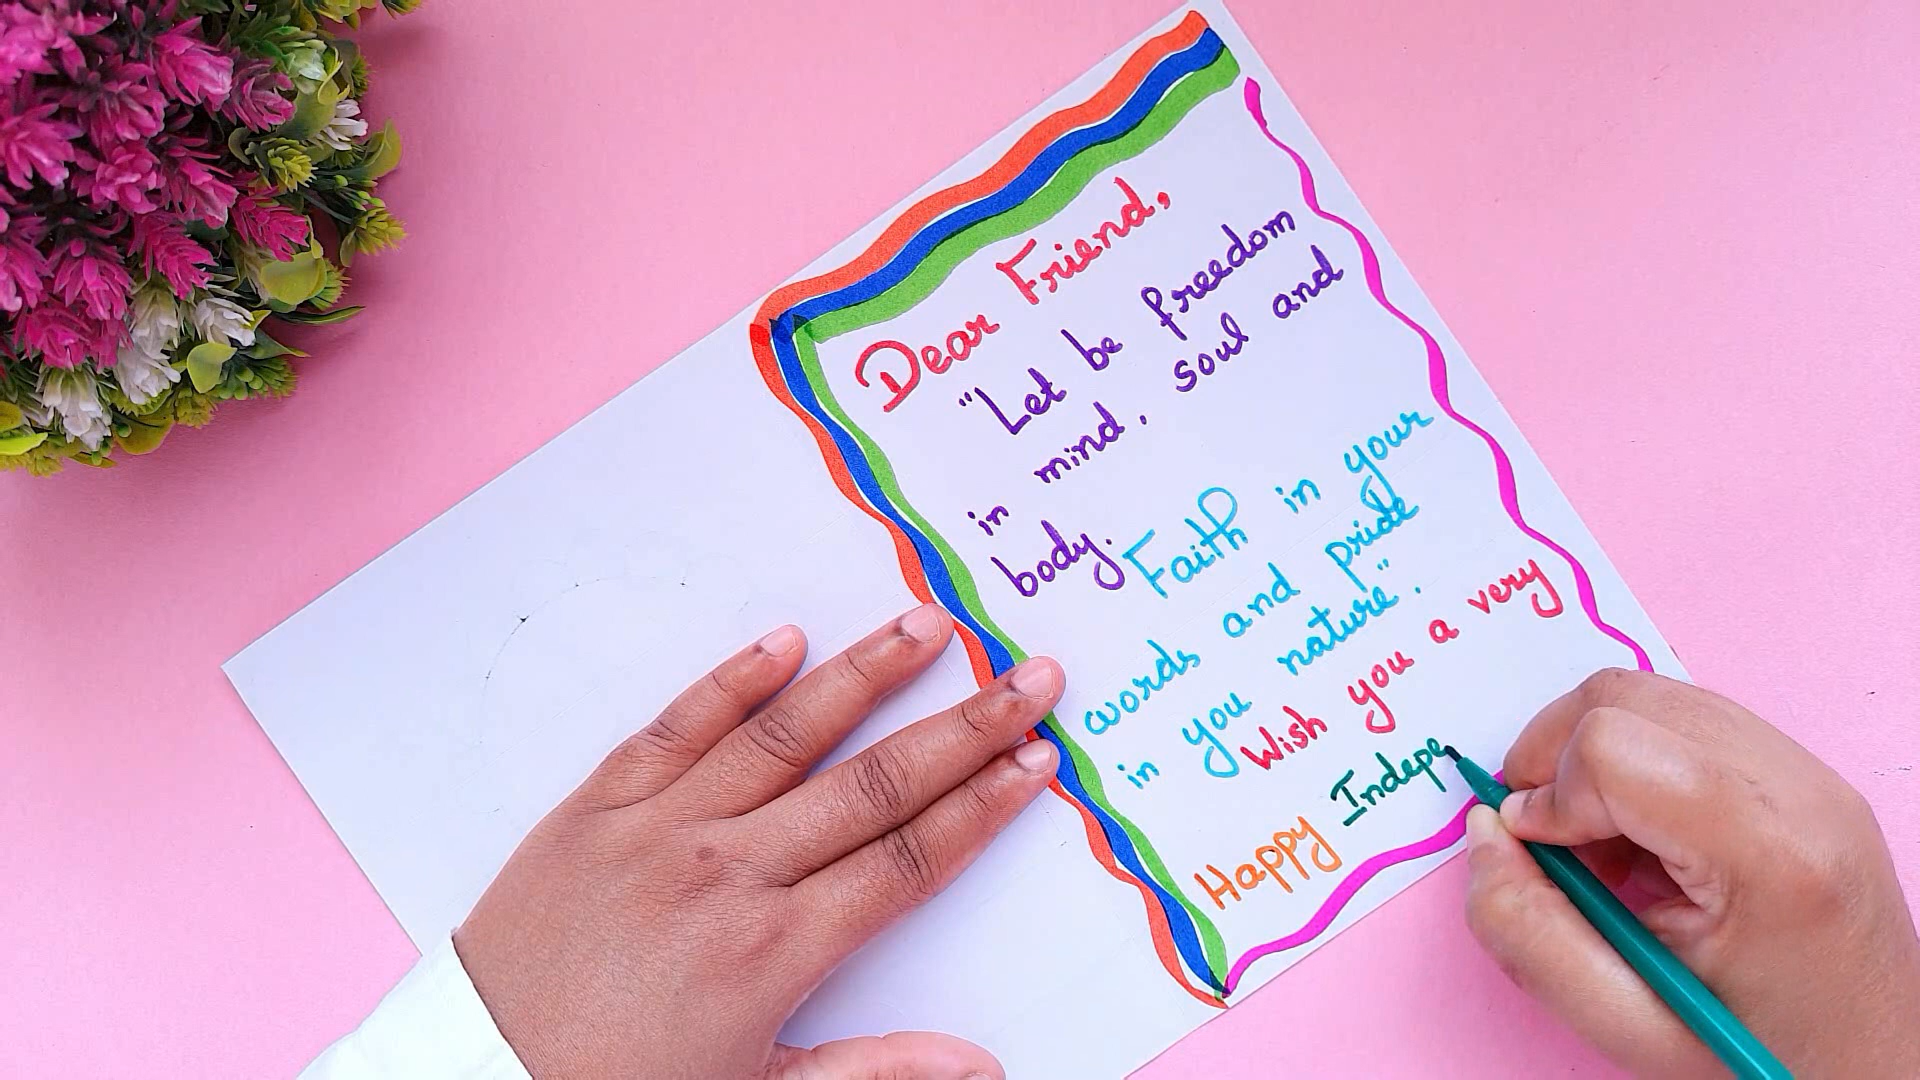 Dear Friend,
"Let be freedom
in mind, soul and
body. Faith in your
words and pride
in you nature".
Wish you a very
Happy Indepe